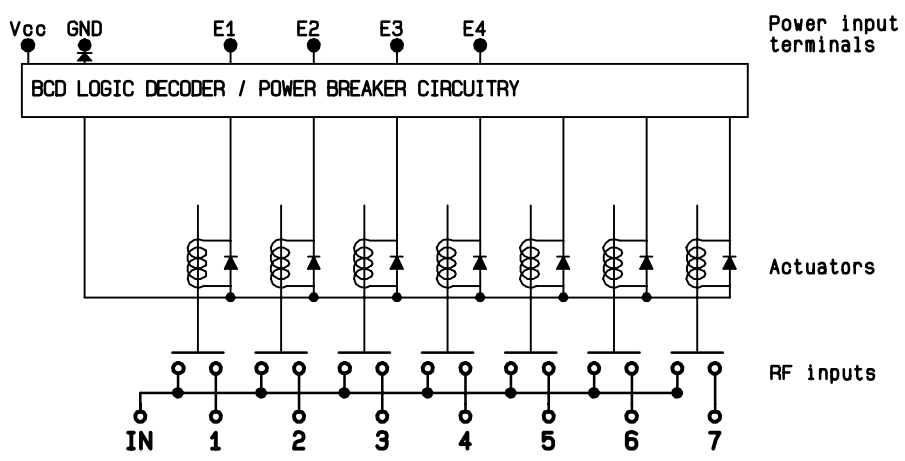 Vcc GND E1 E2 E3 E4 Power input
terminals
BCD LOGIC DECODER / POWER BREAKER CIRCUITRY
Actuators
RF inputs
IN 1 2 3 4 5 6 7